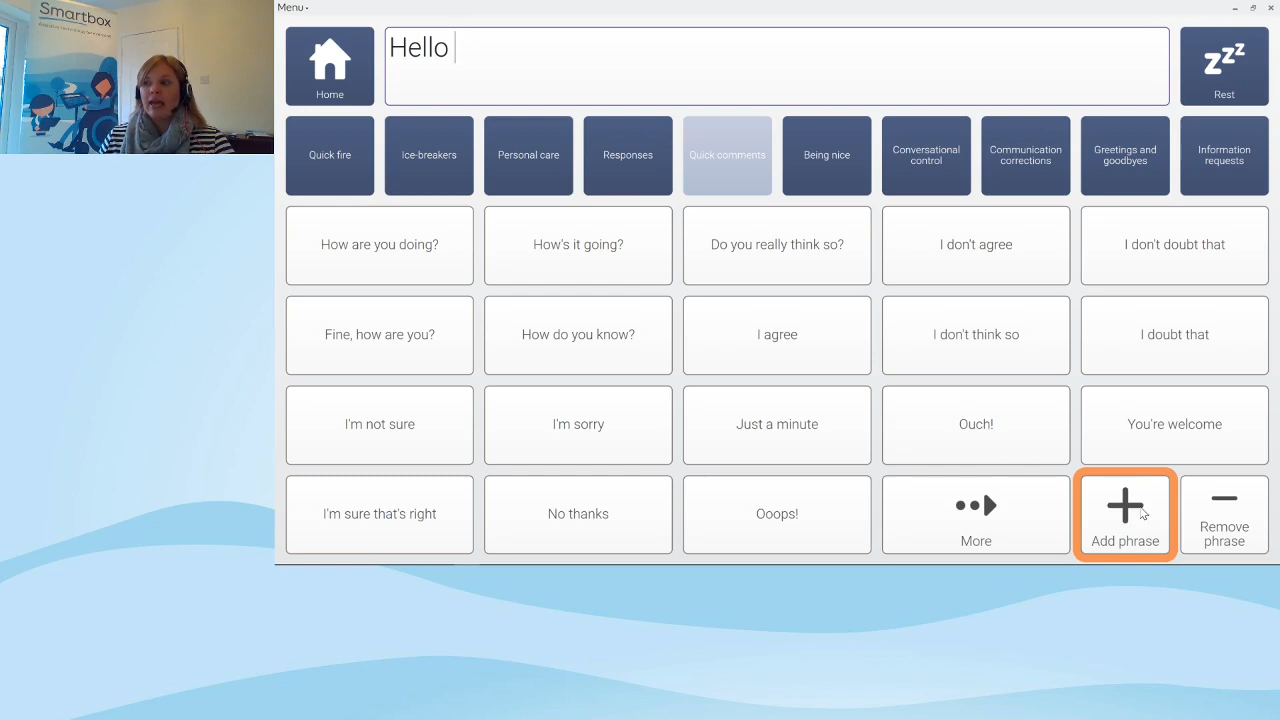 Smartbox
Menu
Hello
Home
zzz
Rest
Quick fire
Ice-breakers
Personal care
Responses
Quick comments
Being nice
Conversational
control
Communication
corrections
Greetings and
goodbyes
Information
requests
How are you doing?
How's it going?
Do you really think so?
I don't agree
I don't doubt that
Fine, how are you?
How do you know?
I agree
I don't think so
I doubt that
I'm not sure
I'm sorry
Just a minute
Ouch!
You're welcome
I'm sure that's right
No thanks
Ooops!
More
Add phrase
Remove
phrase